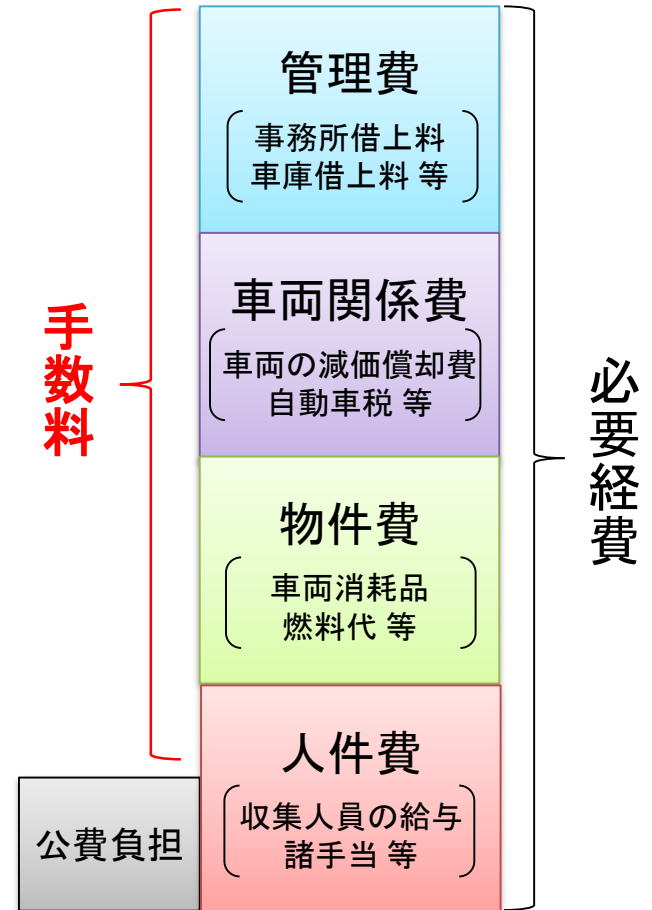 管理費
事務所借上料
車庫借上料 等
車両関係費
車両の減価償却費
自動車税 等
物件費
車両消耗品
燃料代 等
人件費
収集人員の給与
諸手当 等
手数料
公費負担
必要経費